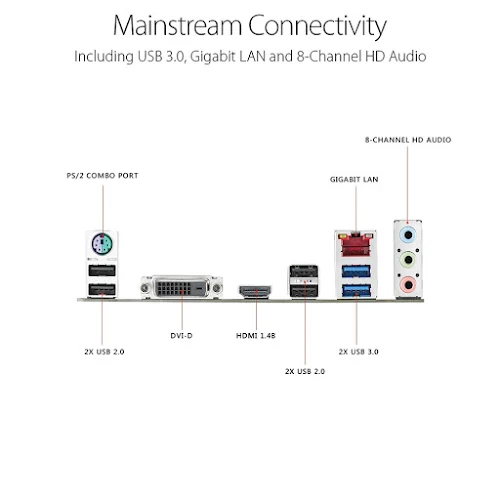 Mainstream Connectivity
Including USB 3.0, Gigabit LAN and 8-Channel HD Audio
8-CHANNEL HD AUDIO
PS/2 COMBO PORT
GIGABIT LAN
DVI-D
HDMI 1.4B
2X USB 2.0
2X USB 3.0
2X USB 2.0